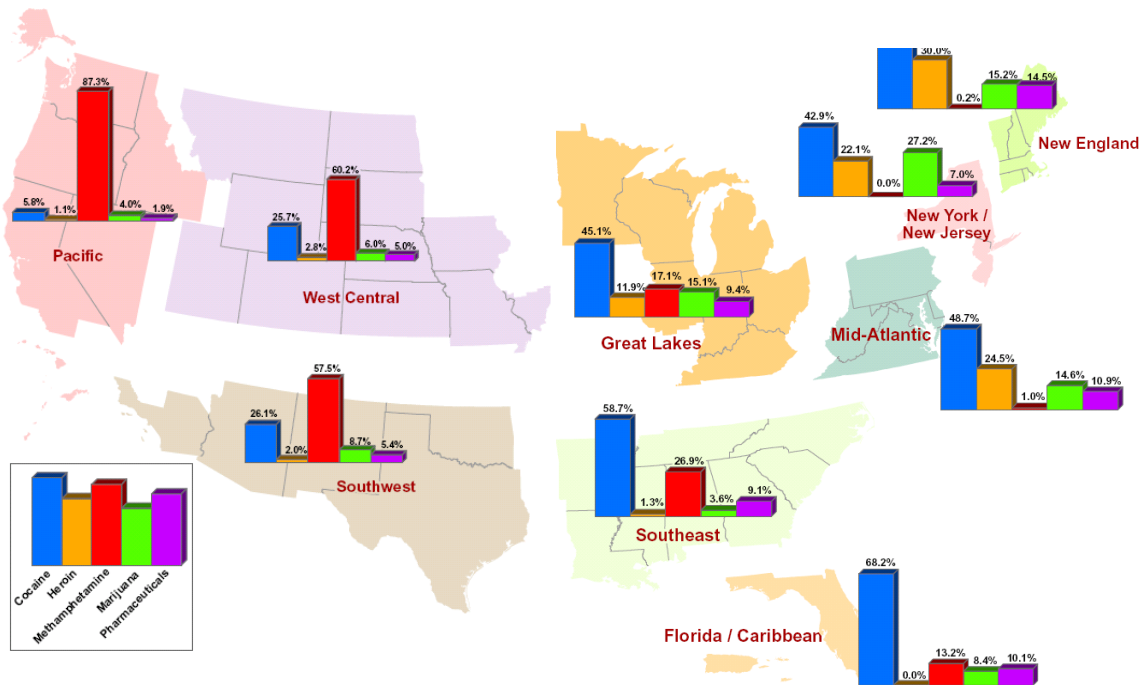 87.3%
5.8%
1.1%
4.0%
1.9%
Pacific
60.2%
25.7%
2.8%
6.0%
5.0%
West Central
57.5%
26.1%
2.0%
8.7%
5.4%
Southwest
Cocaine
Heroin
Methamphetamine
Marijuana
Pharmaceuticals
30.0%
0.2%
15.2%
14.5%
New England
42.9%
22.1%
0.0%
27.2%
7.0%
New York /
New Jersey
45.1%
11.9%
17.1%
15.1%
9.4%
Great Lakes
Mid-Atlantic
48.7%
24.5%
1.0%
14.6%
10.9%
58.7%
1.3%
26.9%
3.6%
9.1%
Southeast
68.2%
0.0%
13.2%
8.4%
10.1%
Florida / Caribbean